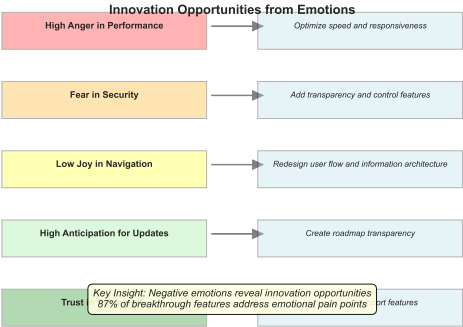 Innovation Opportunities from Emotions
High Anger in Performance
Optimize speed and responsiveness
Fear in Security
Add transparency and control features
Low Joy in Navigation
Redesign user flow and information architecture
High Anticipation for Updates
Create roadmap transparency
Trust
features
Key Insight: Negative emotions reveal innovation opportunities
87% of breakthrough features address emotional pain points